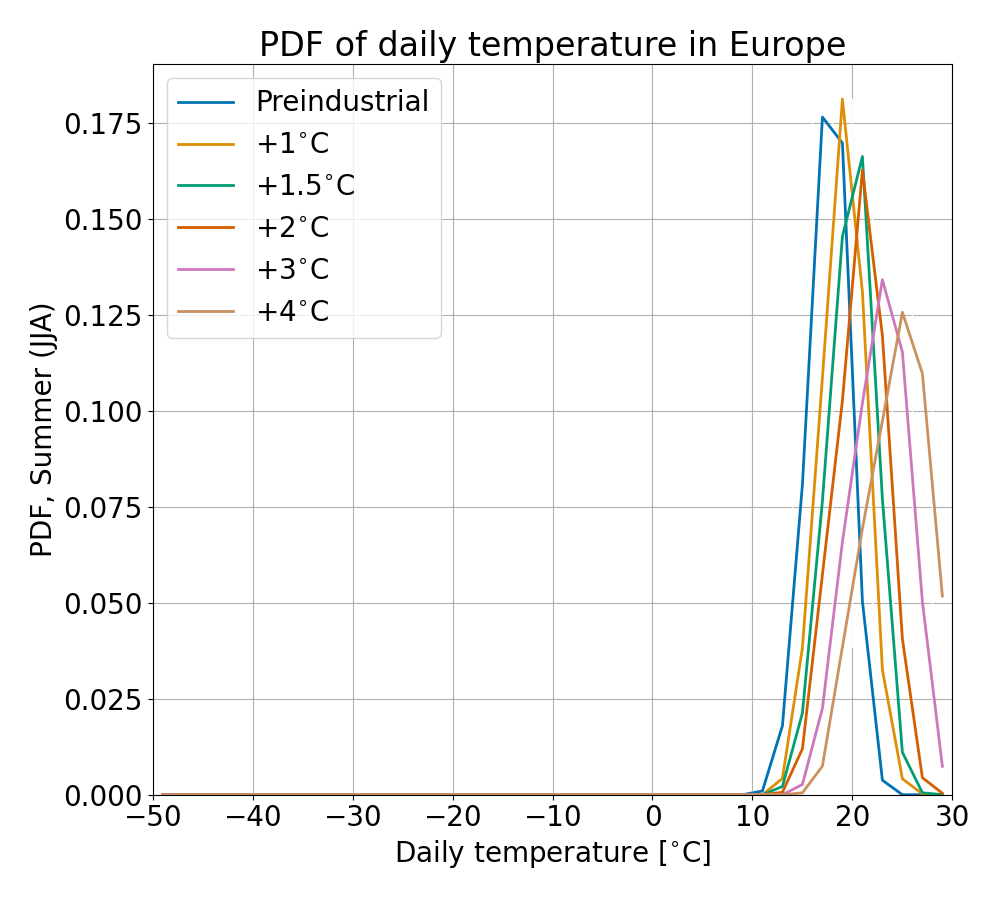 PDF of daily temperature in Europe
Preindustrial
+1°C
+1.5°C
+2°C
+3°C
+4°C
0.175
0.150
0.125
0.100
0.075
0.050
0.025
0.000
PDF, Summer (JJA)
−50 −40 −30 −20 −10 0 10 20 30
Daily temperature [°C]